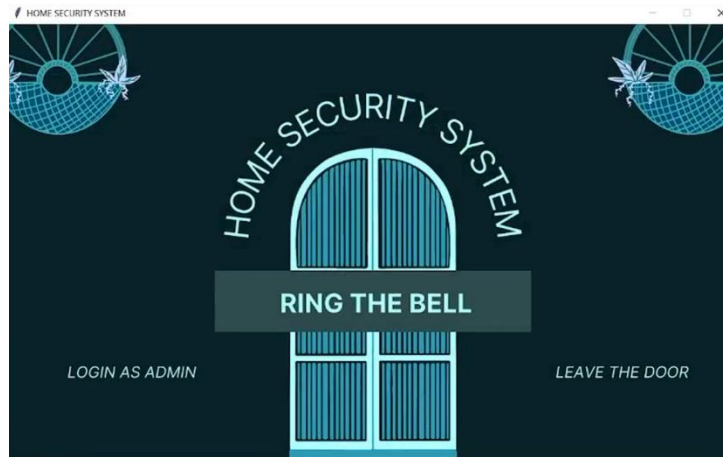 HOME SECURITY SYSTEM
HOME SECURITY SYSTEM
RING THE BELL
LOGIN AS ADMIN
LEAVE THE DOOR